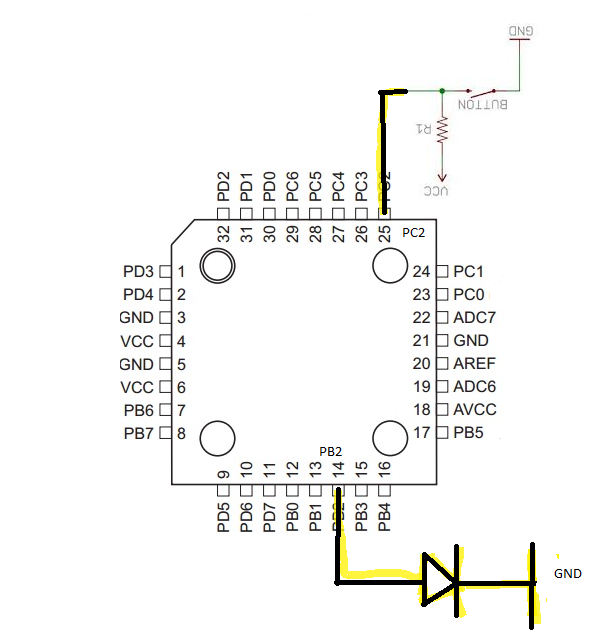 GND
BUTTON
R1
VCC
PD2 PD1 PD0 PC6 PC5 PC4 PC3 PC2
32 31 30 29 28 27 26 25 PC2
PD3 1 24 PC1
PD4 2 23 PC0
GND 3 22 ADC7
VCC 4 21 GND
GND 5 20 AREF
VCC 6 19 ADC6
PB6 7 18 AVCC
PB7 8 17 PB5
PB2
9 10 11 12 13 14 15 16
PD5 PD6 PD7 PB0 PB1 PB2 PB3 PB4
GND